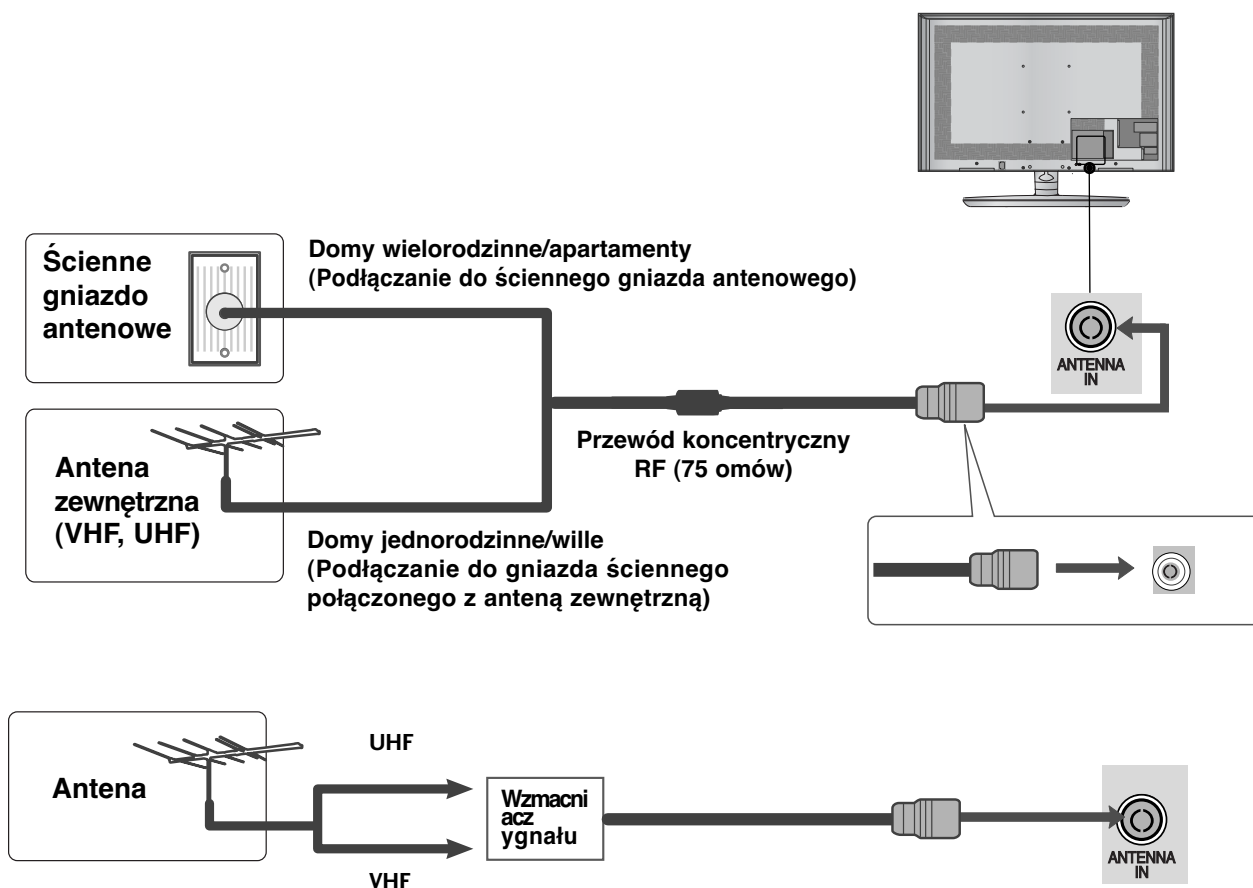 Ścienne
gniazdo
antenowe
Domy wielorodzinne/apartamenty
(Podłączanie do ściennego gniazda antenowego)
ANTENNA
IN
Antena
zewnętrzna
(VHF, UHF)
Przewód koncentryczny
RF (75 omów)
Domy jednorodzinne/wille
(Podłączanie do gniazda ściennego
połączonego z anteną zewnętrzną)
Antena
UHF
VHF
Wzmacni
acz
ygnału
ANTENNA
IN